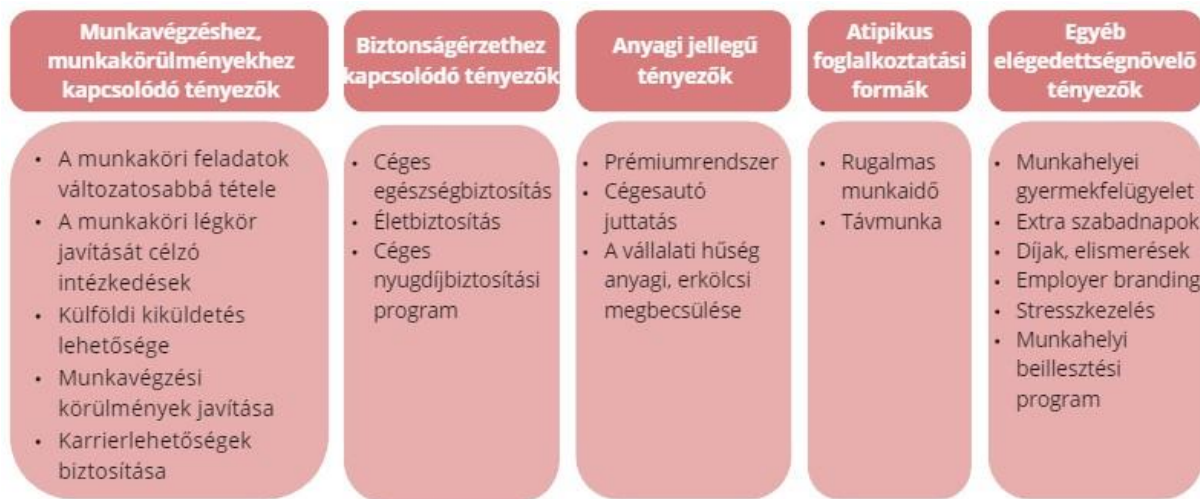 Munkavégzéshez,
munkakörülményekhez
kapcsolódó tényezők
• A munkaköri feladatok
változatosabbá tétele
• A munkaköri légkör
javítását célzó
intézkedések
• Külföldi kiküldetés
lehetősége
• Munkavégzési
körülmények javítása
• Karrierlehetőségek
biztosítása
Biztonságérzethez
kapcsolódó tényezők
• Céges
egészségbiztosítás
• Életbiztosítás
• Céges
nyugdíjbiztosítási
program
Anyagi jellegű
tényezők
• Prémiumrendszer
• Cégesautó
juttatás
• A vállalati hűség
anyagi, erkölcsi
megbecsülése
Atipikus
foglalkoztatási
formák
• Rugalmas
munkaidő
• Távmunka
Egyéb
elégedettségnövelő
tényezők
• Munkahelyei
gyermekfelügyelet
• Extra szabadnapok
• Díjak, elismerések
• Employer branding
• Stresszkezelés
• Munkahelyi
beillesztési
program